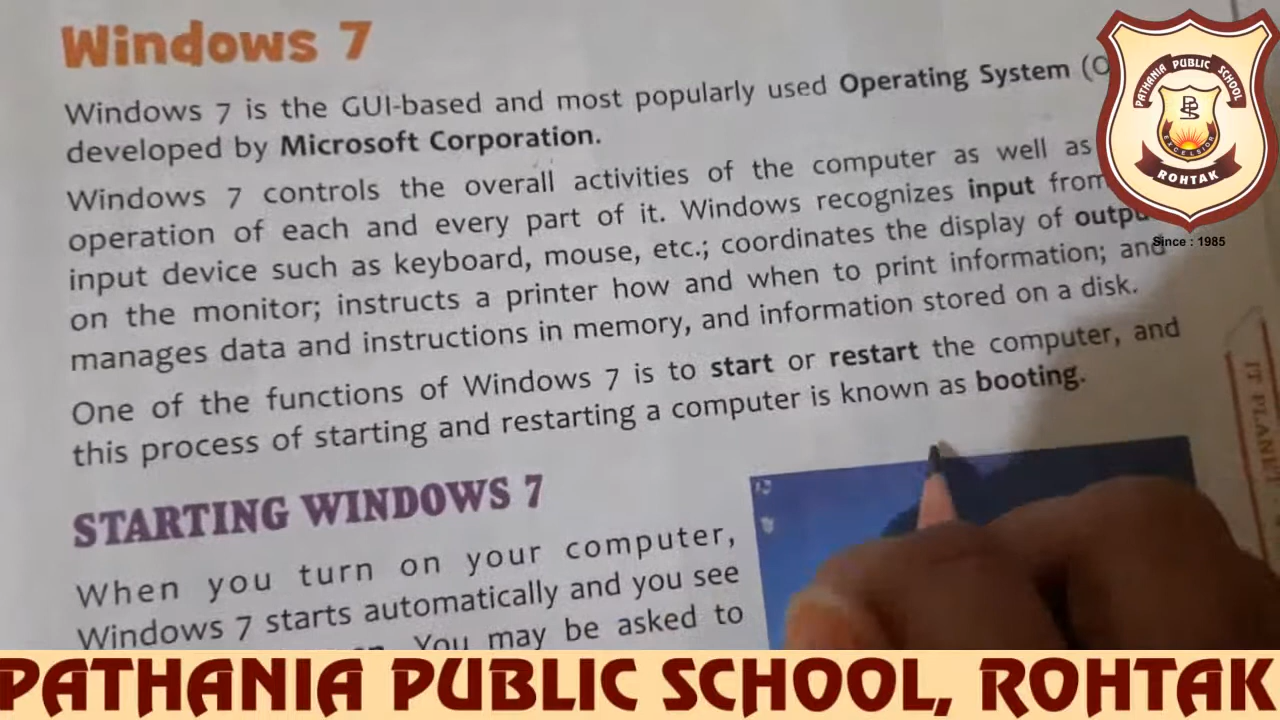 Windows 7
Windows 7 is the GUI-based and most popularly used Operating System (O
developed by Microsoft Corporation.
Windows 7 controls the overall activities of the computer as well as
operation of each and every part of it. Windows recognizes input from
input device such as keyboard, mouse, etc.; coordinates the display of outpu
on the monitor; instructs a printer how and when to print information; and
manages data and instructions in memory, and information stored on a disk.
One of the functions of Windows 7 is to start or restart the computer, and
this process of starting and restarting a computer is known as booting.
STARTING WINDOWS 7
When you turn on your computer,
Windows 7 starts automatically and you see
You may be asked to
IT PLANET
PATHANIA PUBLIC SCHOOL
PPS
EXCELSIOR
ROHTAK
Since : 1985
PATHANIA PUBLIC SCHOOL, ROHTAK